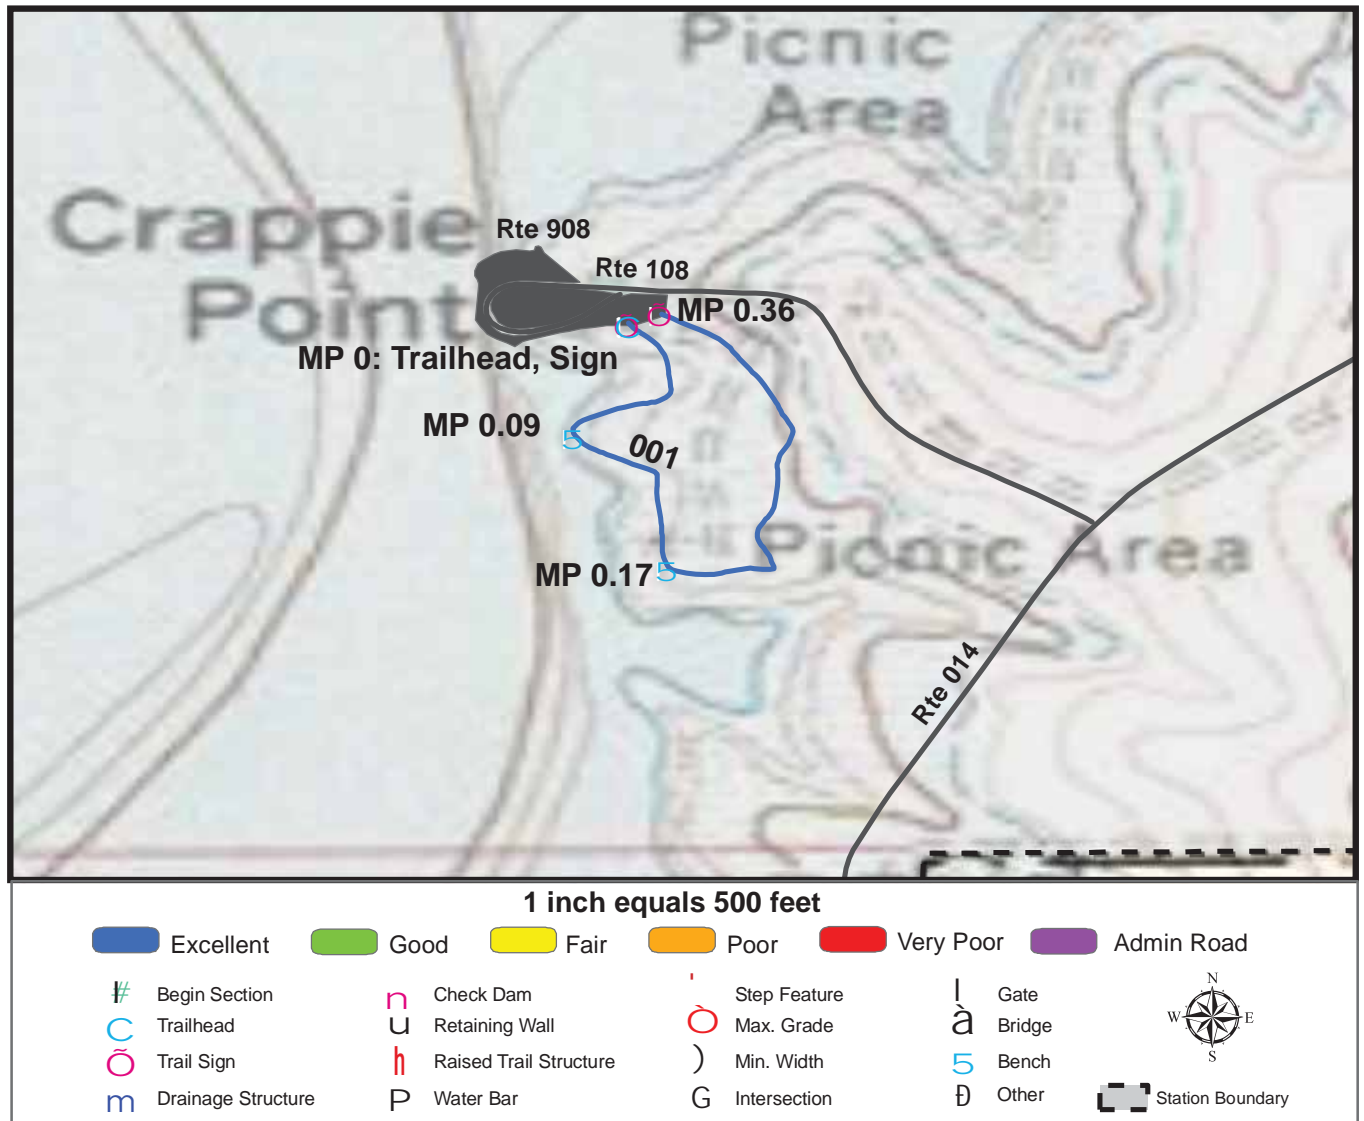 Picnic
Area
Crappie
Point
Rte 908
Rte 108
MP 0.36
MP 0: Trailhead, Sign
MP 0.09
001
Picnic Area
MP 0.17
Rte 014
1 inch equals 500 feet
Excellent Good Fair Poor Very Poor Admin Road
Begin Section
Trailhead
Trail Sign
Drainage Structure
Check Dam
Retaining Wall
Raised Trail Structure
Water Bar
Step Feature
Max. Grade
Min. Width
Intersection
Gate
Bridge
Bench
Other
N
W E
S
Station Boundary